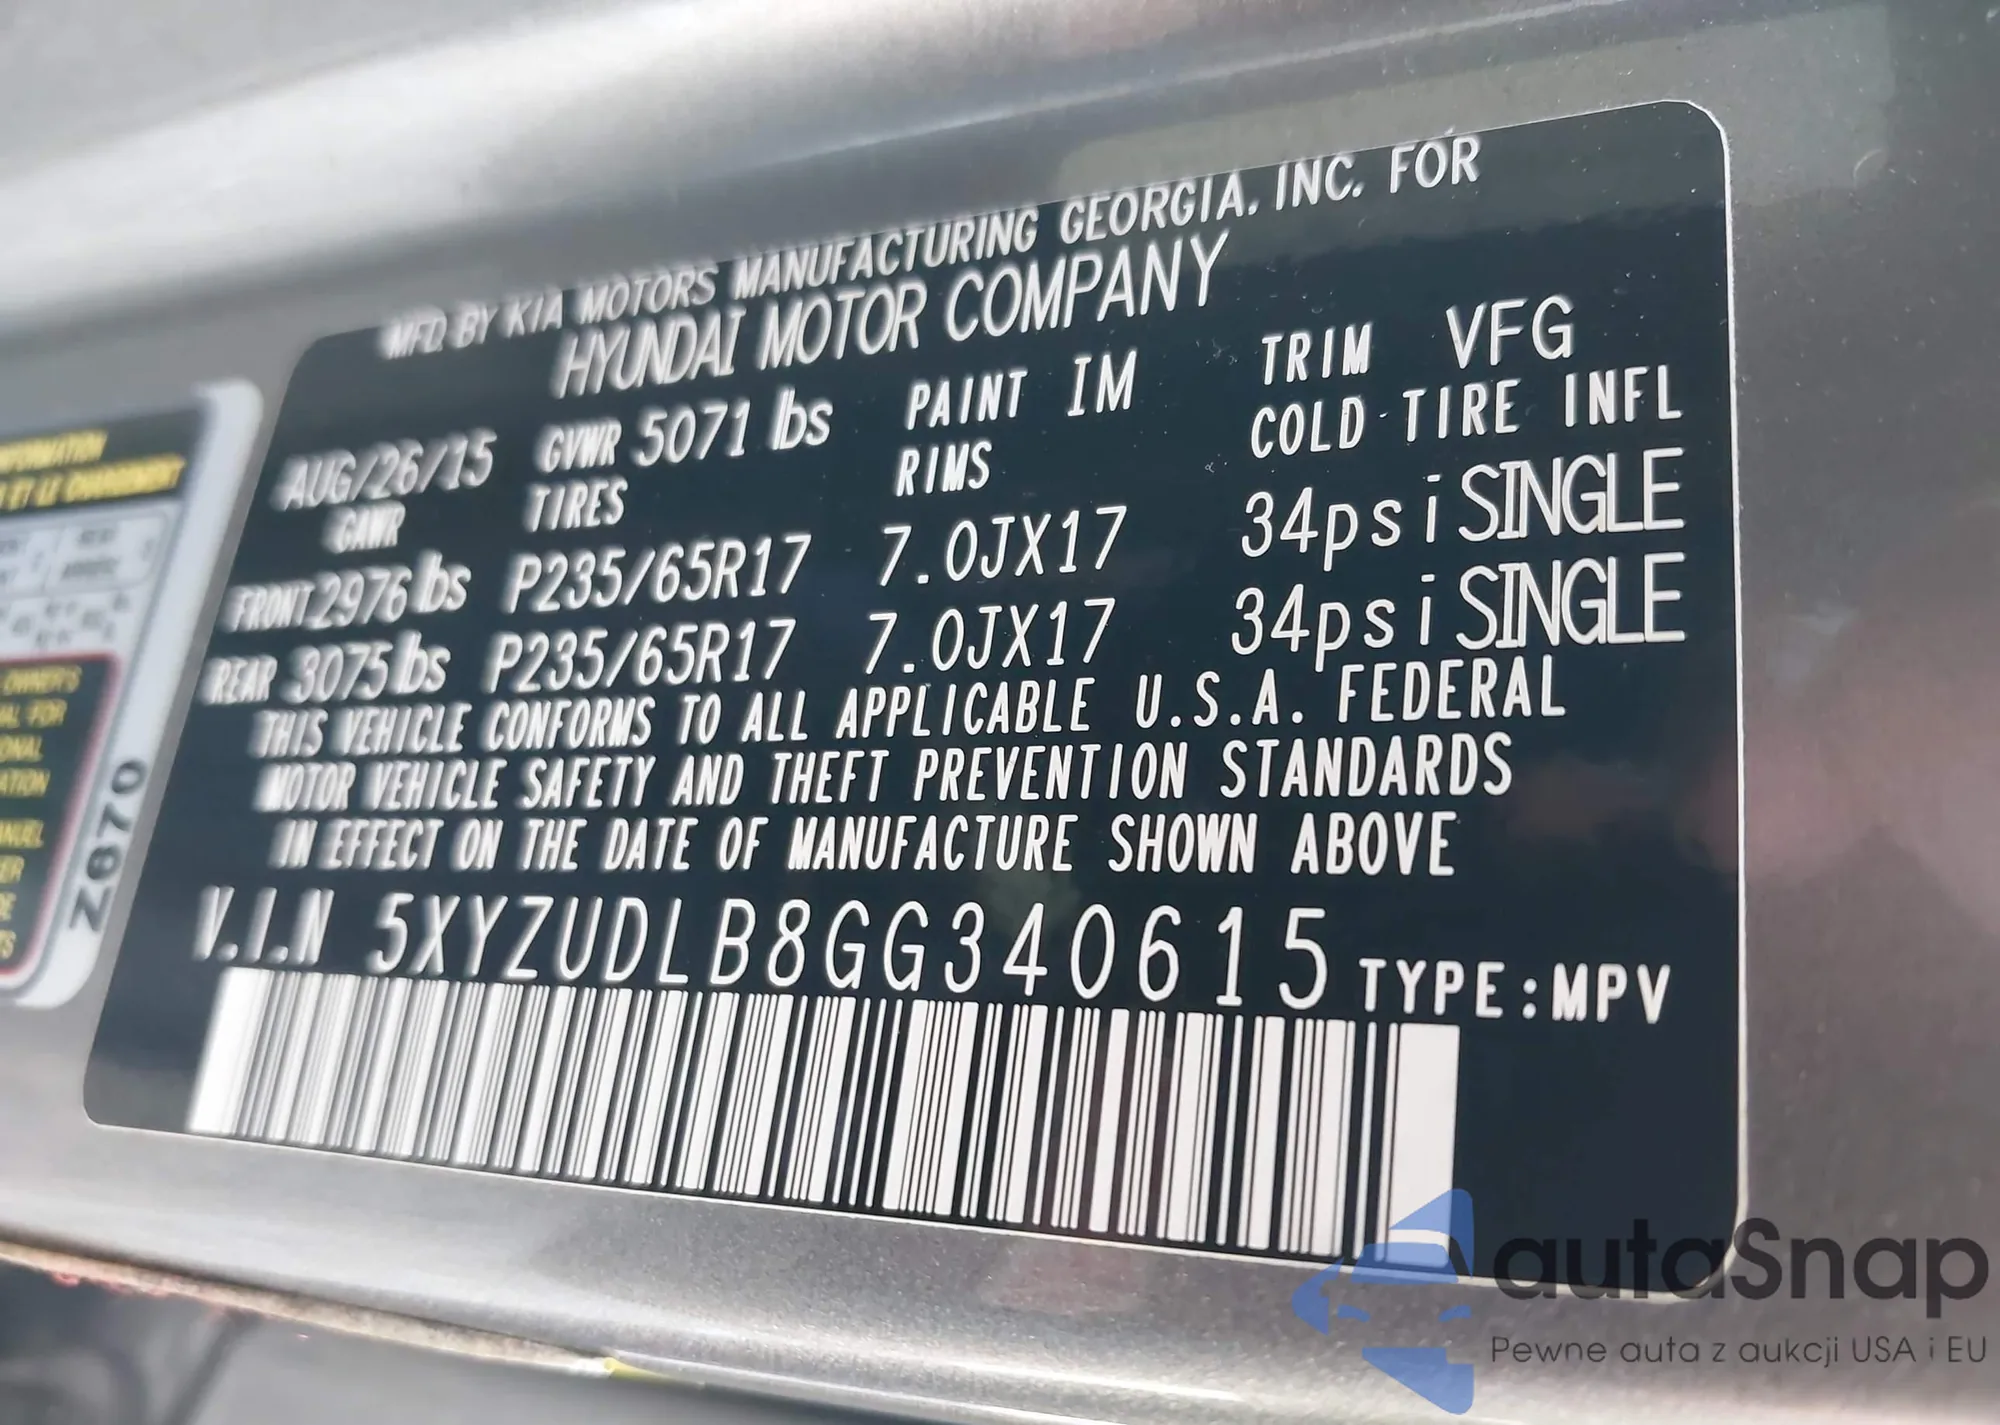 MFD.BY KIA MOTORS MANUFACTURING GEORGIA, INC. FOR
HYUNDAI MOTOR COMPANY
AUG/26/15 GVWR 5071 lbs PAINT IM TRIM VFG
GAWR TIRES RIMS COLD TIRE INFL
FRONT 2976 lbs P235/65R17 7.0JX17 34psi SINGLE
REAR 3075 lbs P235/65R17 7.0JX17 34psi SINGLE
THIS VEHICLE CONFORMS TO ALL APPLICABLE U.S.A. FEDERAL
MOTOR VEHICLE SAFETY AND THEFT PREVENTION STANDARDS
IN EFFECT ON THE DATE OF MANUFACTURE SHOWN ABOVE
V.I.N 5XYZUDLB8GG340615 TYPE:MPV
ET LE CHARGEMENT
Z870
autaSnap
Pewne auta z aukcji USA i EU